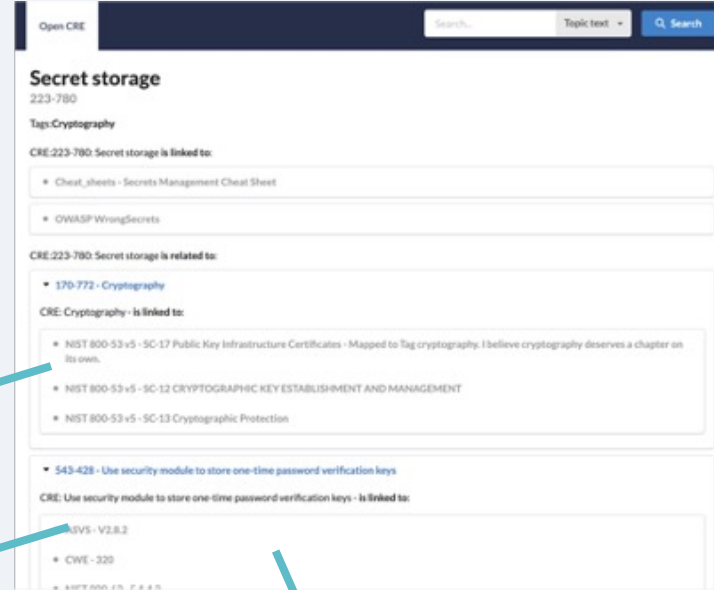 Open CRE
Search...
Topic text
Search
Secret storage
223-780
Tags:Cryptography
CRE:223-780: Secret storage is linked to:
Cheat_sheets - Secrets Management Cheat Sheet
OWASP WrongSecrets
CRE:223-780: Secret storage is related to:
170-772 - Cryptography
CRE: Cryptography - is linked to:
NIST 800-53 v5 - SC-17 Public Key Infrastructure Certificates - Mapped to Tag cryptography. I believe cryptography deserves a chapter on
its own.
NIST 800-53 v5 - SC-12 CRYPTOGRAPHIC KEY ESTABLISHMENT AND MANAGEMENT
NIST 800-53 v5 - SC-13 Cryptographic Protection
543-428 - Use security module to store one-time password verification keys
CRE: Use security module to store one-time password verification keys - is linked to:
ASVS - V2.8.2
CWE - 320